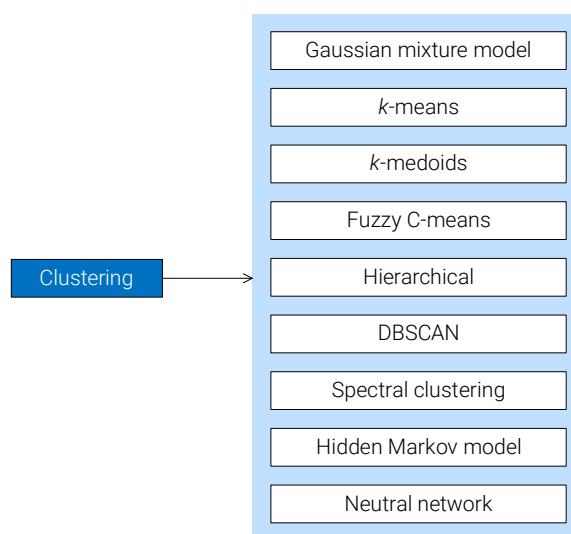 Gaussian mixture model
k-means
k-medoids
Fuzzy C-means
Clustering
Hierarchical
DBSCAN
Spectral clustering
Hidden Markov model
Neutral network